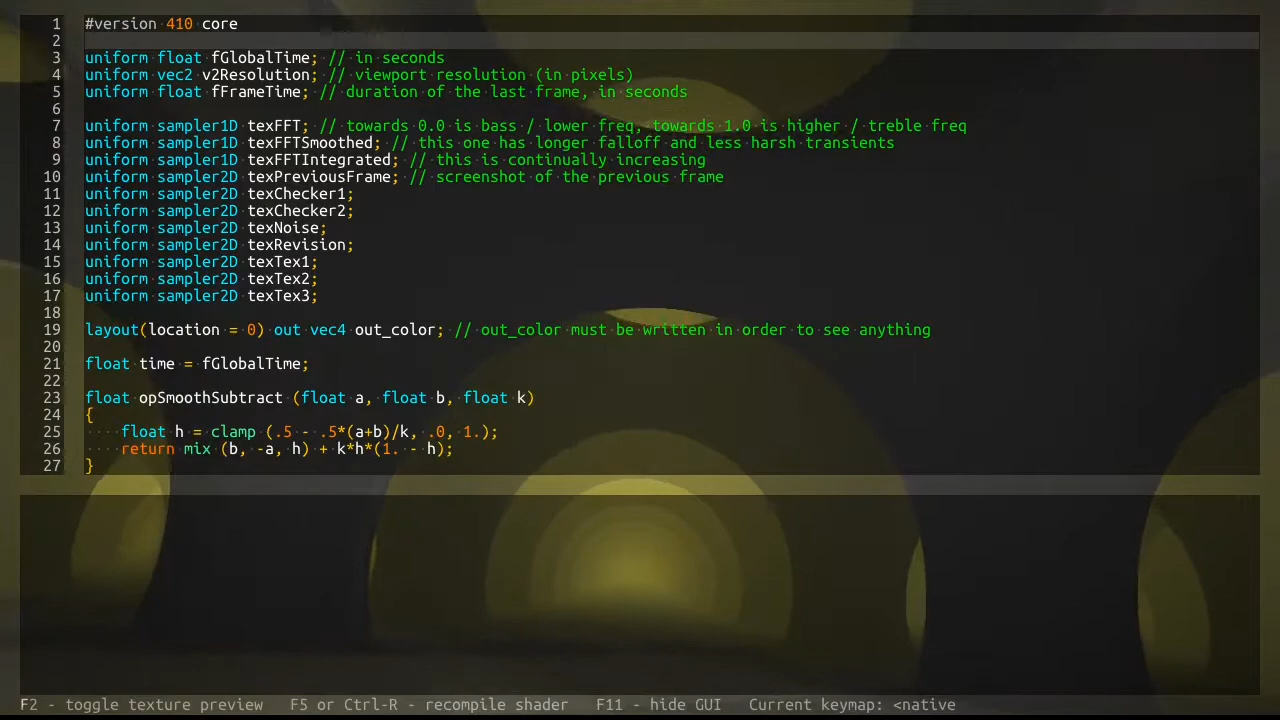 1 #version 410 core
2
3 uniform float fGlobalTime; // in seconds
4 uniform vec2 v2Resolution; // viewport resolution (in pixels)
5 uniform float fFrameTime; // duration of the last frame, in seconds
6
7 uniform sampler1D texFFT; // towards 0.0 is bass / lower freq, towards 1.0 is higher / treble freq
8 uniform sampler1D texFFTSmoothed; // this one has longer falloff and less harsh transients
9 uniform sampler1D texFFTIntegrated; // this is continually increasing
10 uniform sampler2D texPreviousFrame; // screenshot of the previous frame
11 uniform sampler2D texChecker1;
12 uniform sampler2D texChecker2;
13 uniform sampler2D texNoise;
14 uniform sampler2D texRevision;
15 uniform sampler2D texTex1;
16 uniform sampler2D texTex2;
17 uniform sampler2D texTex3;
18
19 layout(location = 0) out vec4 out_color; // out_color must be written in order to see anything
20
21 float time = fGlobalTime;
22
23 float opSmoothSubtract (float a, float b, float k)
24 {
25     float h = clamp (.5 - .5*(a+b)/k, .0, 1.);
26     return mix (b, -a, h) + k*h*(1. - h);
27 }
F2 - toggle texture preview   F5 or Ctrl-R - recompile shader   F11 - hide GUI   Current keymap: <native